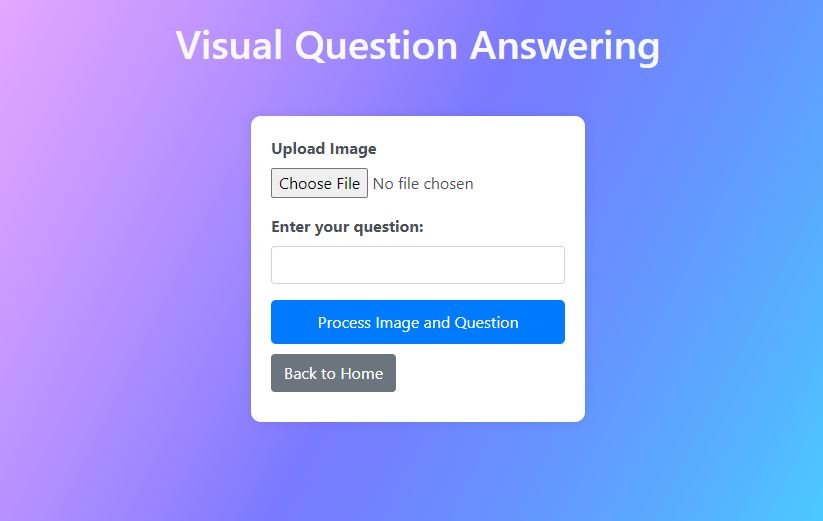 Visual Question Answering
Upload Image
Choose File No file chosen
Enter your question:
Process Image and Question
Back to Home